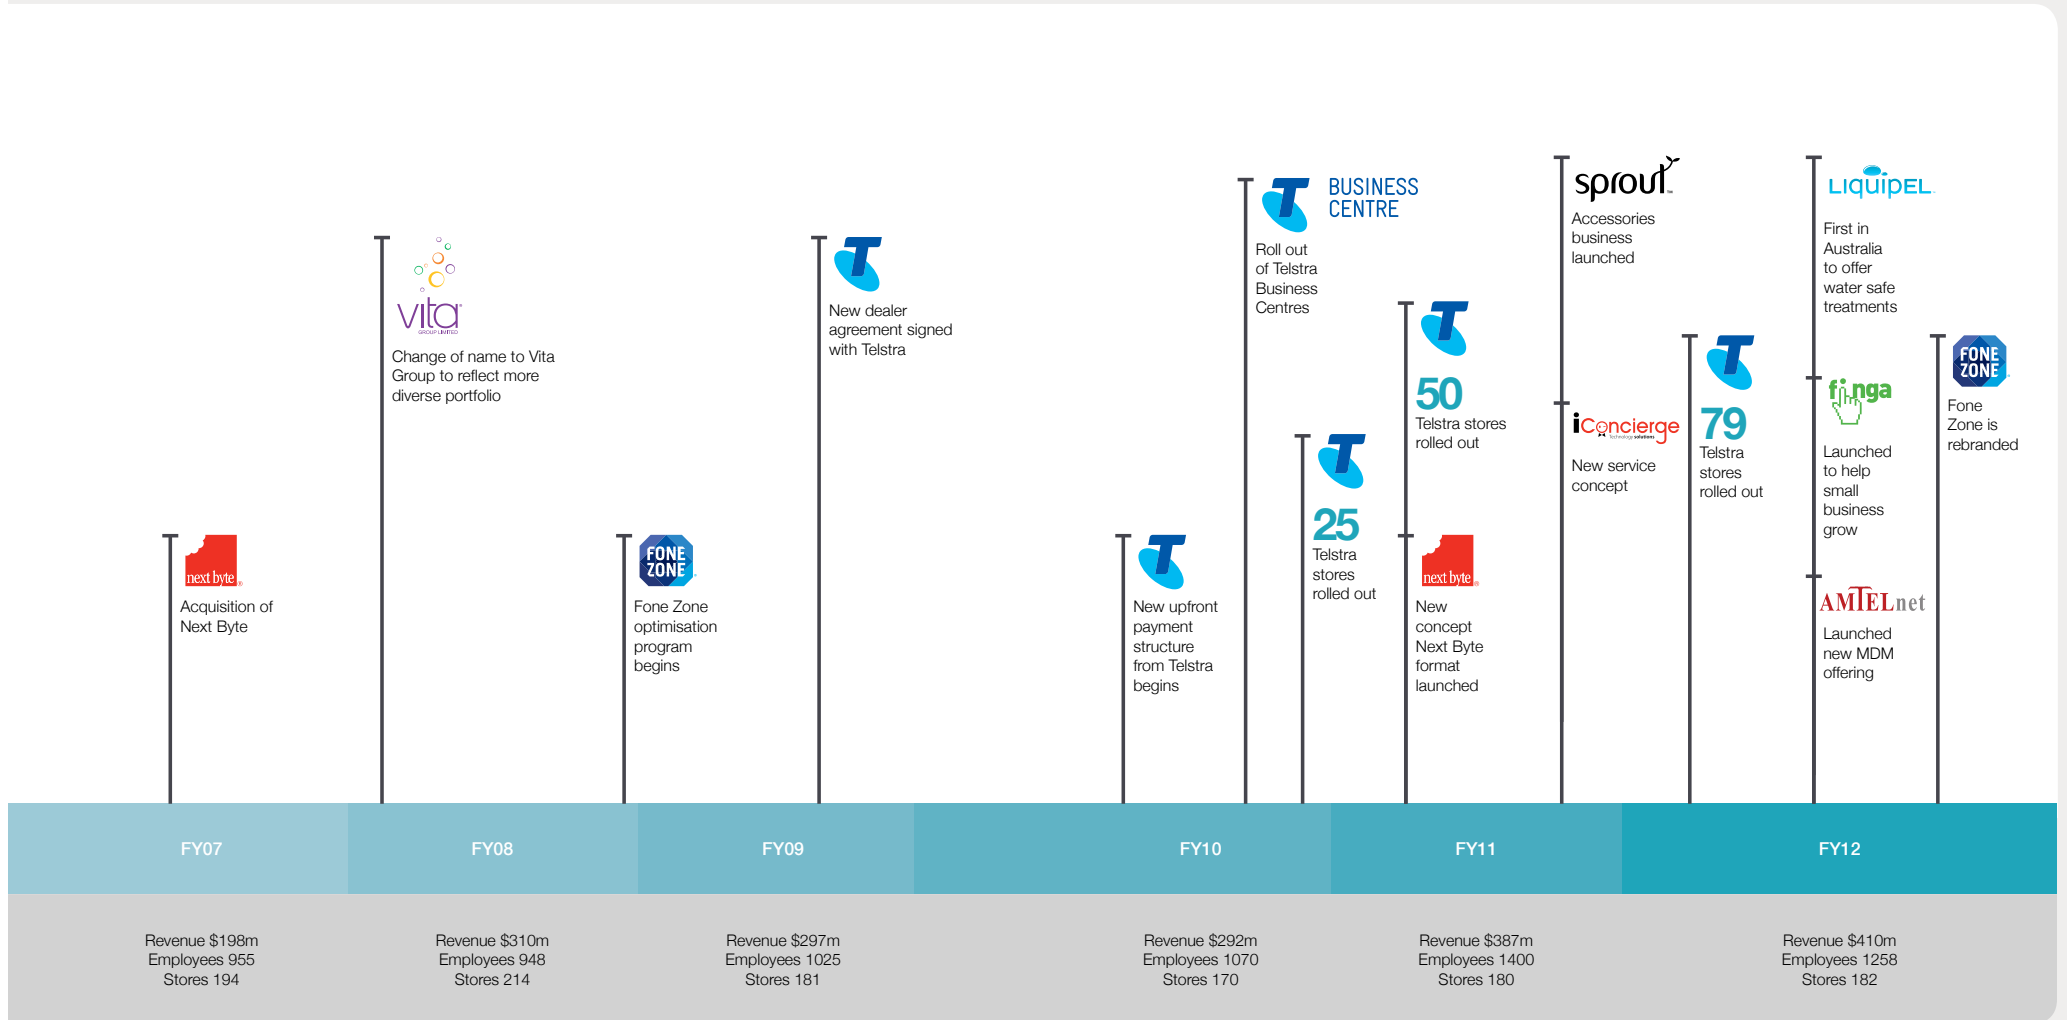 vita
GROUP LIMITED
Change of name to Vita
Group to reflect more
diverse portfolio
next byte
Acquisition of
Next Byte
FONE
ZONE
Fone Zone
optimisation
program
begins
T
New dealer
agreement signed
with Telstra
T
New upfront
payment
structure
from Telstra
begins
T BUSINESS
CENTRE
Roll out
of Telstra
Business
Centres
T
25
Telstra
stores
rolled out
T
50
Telstra stores
rolled out
next byte
New
concept
Next Byte
format
launched
sprout™
Accessories
business
launched
iConcierge
Technology solutions
New service
concept
T
79
Telstra
stores
rolled out
LIQUIPEL
First in
Australia
to offer
water safe
treatments
finga
Launched
to help
small
business
grow
AMTELnet
Launched
new MDM
offering
FONE
ZONE
Fone
Zone is
rebranded
FY07
FY08
FY09
FY10
FY11
FY12
Revenue $198m
Employees 955
Stores 194
Revenue $310m
Employees 948
Stores 214
Revenue $297m
Employees 1025
Stores 181
Revenue $292m
Employees 1070
Stores 170
Revenue $387m
Employees 1400
Stores 180
Revenue $410m
Employees 1258
Stores 182